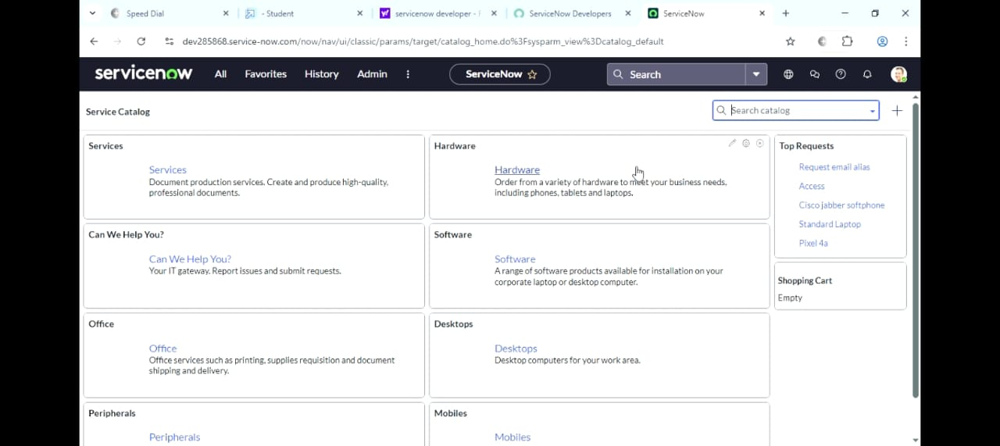 Speed Dial
- Student
servicenow developer -
ServiceNow Developers
ServiceNow
dev285868.service-now.com/now/nav/ui/classic/params/target/catalog_home.do%3Fsysparm_view%3Dcatalog_default
servicenow
All
Favorites
History
Admin
ServiceNow
Search
Service Catalog
Search catalog
Services
Services
Document production services. Create and produce high-quality,
professional documents.
Hardware
Hardware
Order from a variety of hardware to meet your business needs,
including phones, tablets and laptops.
Top Requests
Request email alias
Access
Cisco jabber softphone
Standard Laptop
Pixel 4a
Can We Help You?
Can We Help You?
Your IT gateway. Report issues and submit requests.
Software
Software
A range of software products available for installation on your
corporate laptop or desktop computer.
Shopping Cart
Empty
Office
Office
Office services such as printing, supplies requisition and document
shipping and delivery.
Desktops
Desktops
Desktop computers for your work area.
Peripherals
Peripherals
Mobiles
Mobiles